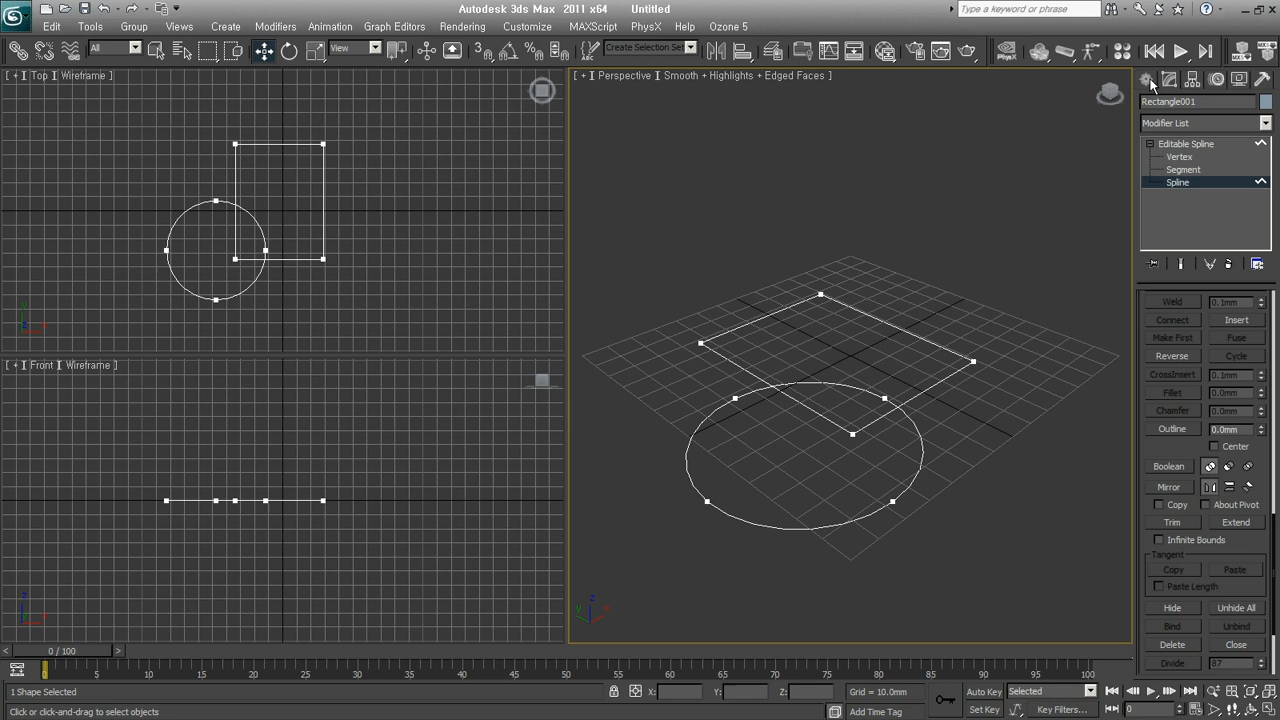 Autodesk 3ds Max 2011 x64 Untitled
Type a keyword or phrase
Edit Tools Group Views Create Modifiers Animation Graph Editors Rendering Customize MAXScript PhysX Help Ozone 5
All View Create Selection Set
[ + ] [ Top ] [ Wireframe ]
[ + ] [ Perspective ] [ Smooth + Highlights + Edged Faces ]
Rectangle001
Modifier List
Editable Spline
Vertex
Segment
Spline
Weld 0.1mm
Connect Insert
Make First Fuse
Reverse Cycle
CrossInsert 0.1mm
Fillet 0.0mm
Chamfer 0.0mm
Outline 0.0mm
Center
Boolean
Mirror
Copy About Pivot
Trim Extend
Infinite Bounds
Tangent
Copy Paste
Paste Length
Hide Unhide All
Bind Unbind
Delete Close
Divide 87
[ + ] [ Front ] [ Wireframe ]
0 / 100
0 5 10 15 20 25 30 35 40 45 50 55 60 65 70 75 80 85 90 95 100
1 Shape Selected X: Y: Z: Grid = 10.0mm Auto Key Selected
Click or click-and-drag to select objects Add Time Tag Set Key Key Filters... 0